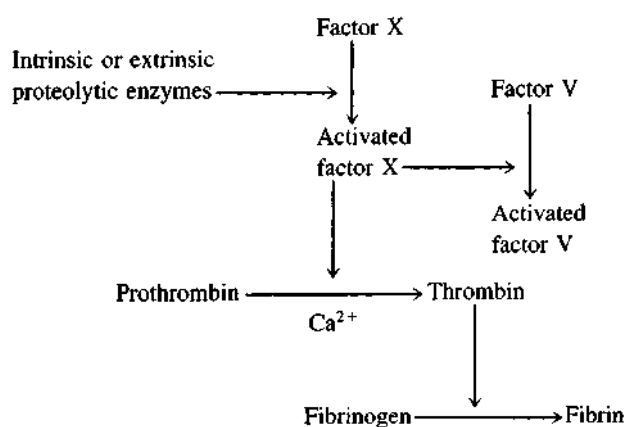 Factor X
Intrinsic or extrinsic
proteolytic enzymes
Factor V
Activated
factor X
Activated
factor V
Prothrombin
Thrombin
Ca²⁺
Fibrinogen
Fibrin